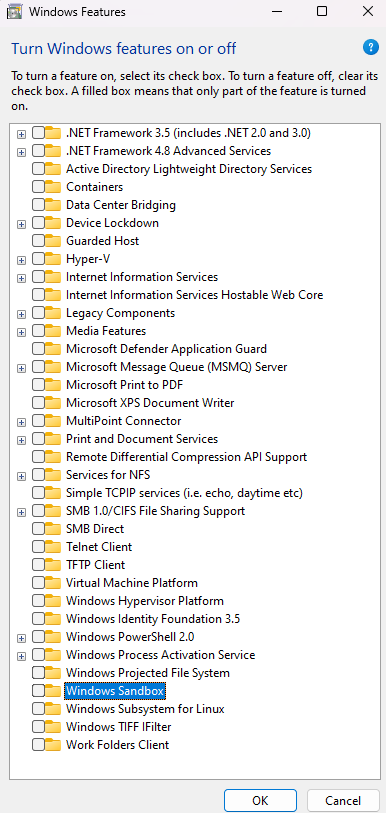 Windows Features
Turn Windows features on or off
?
To turn a feature on, select its check box. To turn a feature off, clear its
check box. A filled box means that only part of the feature is turned
on.
.NET Framework 3.5 (includes .NET 2.0 and 3.0)
.NET Framework 4.8 Advanced Services
Active Directory Lightweight Directory Services
Containers
Data Center Bridging
Device Lockdown
Guarded Host
Hyper-V
Internet Information Services
Internet Information Services Hostable Web Core
Legacy Components
Media Features
Microsoft Defender Application Guard
Microsoft Message Queue (MSMQ) Server
Microsoft Print to PDF
Microsoft XPS Document Writer
MultiPoint Connector
Print and Document Services
Remote Differential Compression API Support
Services for NFS
Simple TCPIP services (i.e. echo, daytime etc)
SMB 1.0/CIFS File Sharing Support
SMB Direct
Telnet Client
TFTP Client
Virtual Machine Platform
Windows Hypervisor Platform
Windows Identity Foundation 3.5
Windows PowerShell 2.0
Windows Process Activation Service
Windows Projected File System
Windows Sandbox
Windows Subsystem for Linux
Windows TIFF IFilter
Work Folders Client
OK
Cancel